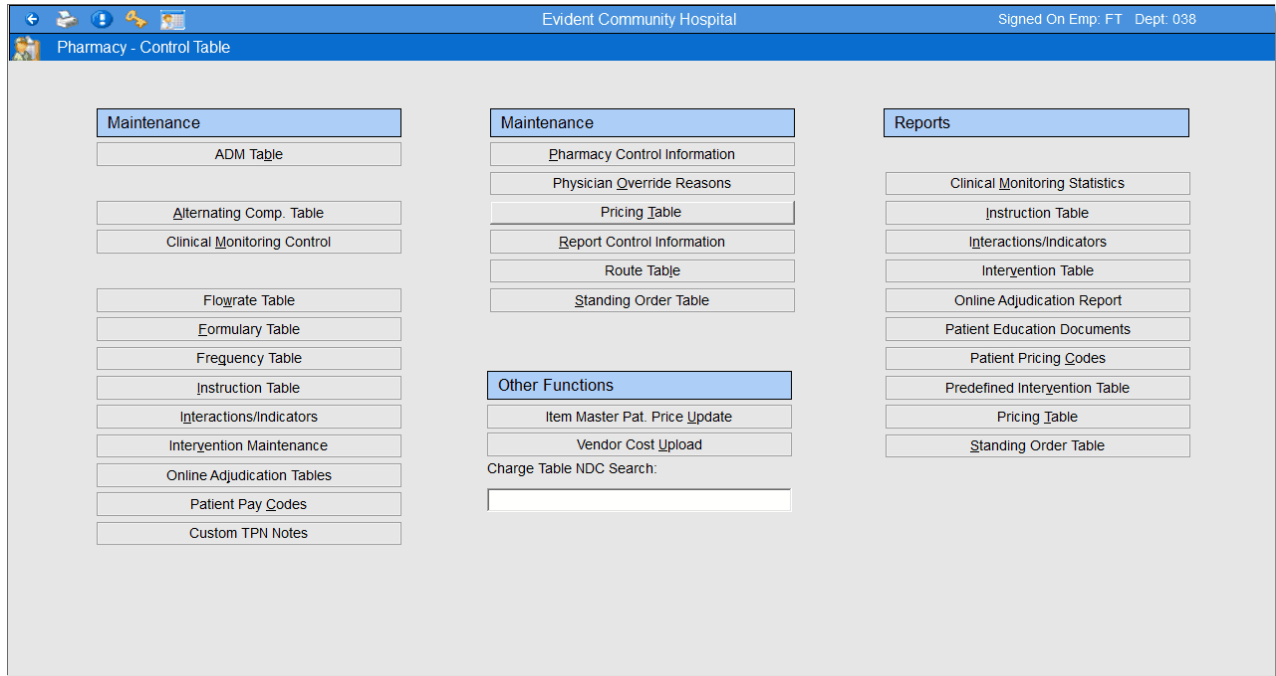 Evident Community Hospital
Signed On Emp: FT Dept: 038
Pharmacy - Control Table
Maintenance
ADM Table
Alternating Comp. Table
Clinical Monitoring Control
Flowrate Table
Formulary Table
Frequency Table
Instruction Table
Interactions/Indicators
Intervention Maintenance
Online Adjudication Tables
Patient Pay Codes
Custom TPN Notes
Maintenance
Pharmacy Control Information
Physician Override Reasons
Pricing Table
Report Control Information
Route Table
Standing Order Table
Other Functions
Item Master Pat. Price Update
Vendor Cost Upload
Charge Table NDC Search:
Reports
Clinical Monitoring Statistics
Instruction Table
Interactions/Indicators
Intervention Table
Online Adjudication Report
Patient Education Documents
Patient Pricing Codes
Predefined Intervention Table
Pricing Table
Standing Order Table